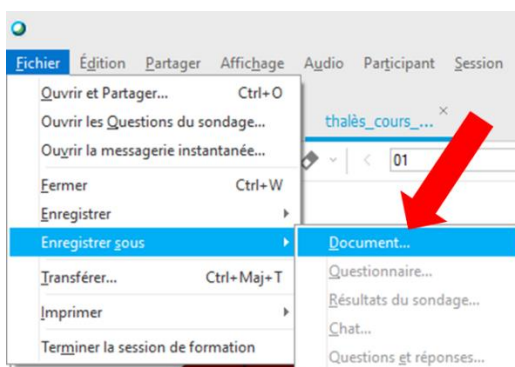 Fichier Édition Partager Affichage Audio Participant Session
Ouvrir et Partager... Ctrl+O
Ouvrir les Questions du sondage...
Ouvrir la messagerie instantanée...
thalès_cours_... ×
01
Fermer Ctrl+W
Enregistrer
Enregistrer sous
Transférer... Ctrl+Maj+T
Imprimer
Terminer la session de formation
Document...
Questionnaire...
Résultats du sondage...
Chat...
Questions et réponses...